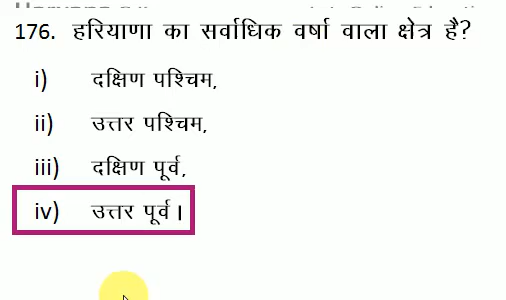 176. हरियाणा का सर्वाधिक वर्षा वाला क्षेत्र है?
i) दक्षिण पश्चिम,
ii) उत्तर पश्चिम,
iii) दक्षिण पूर्व,
iv) उत्तर पूर्व।